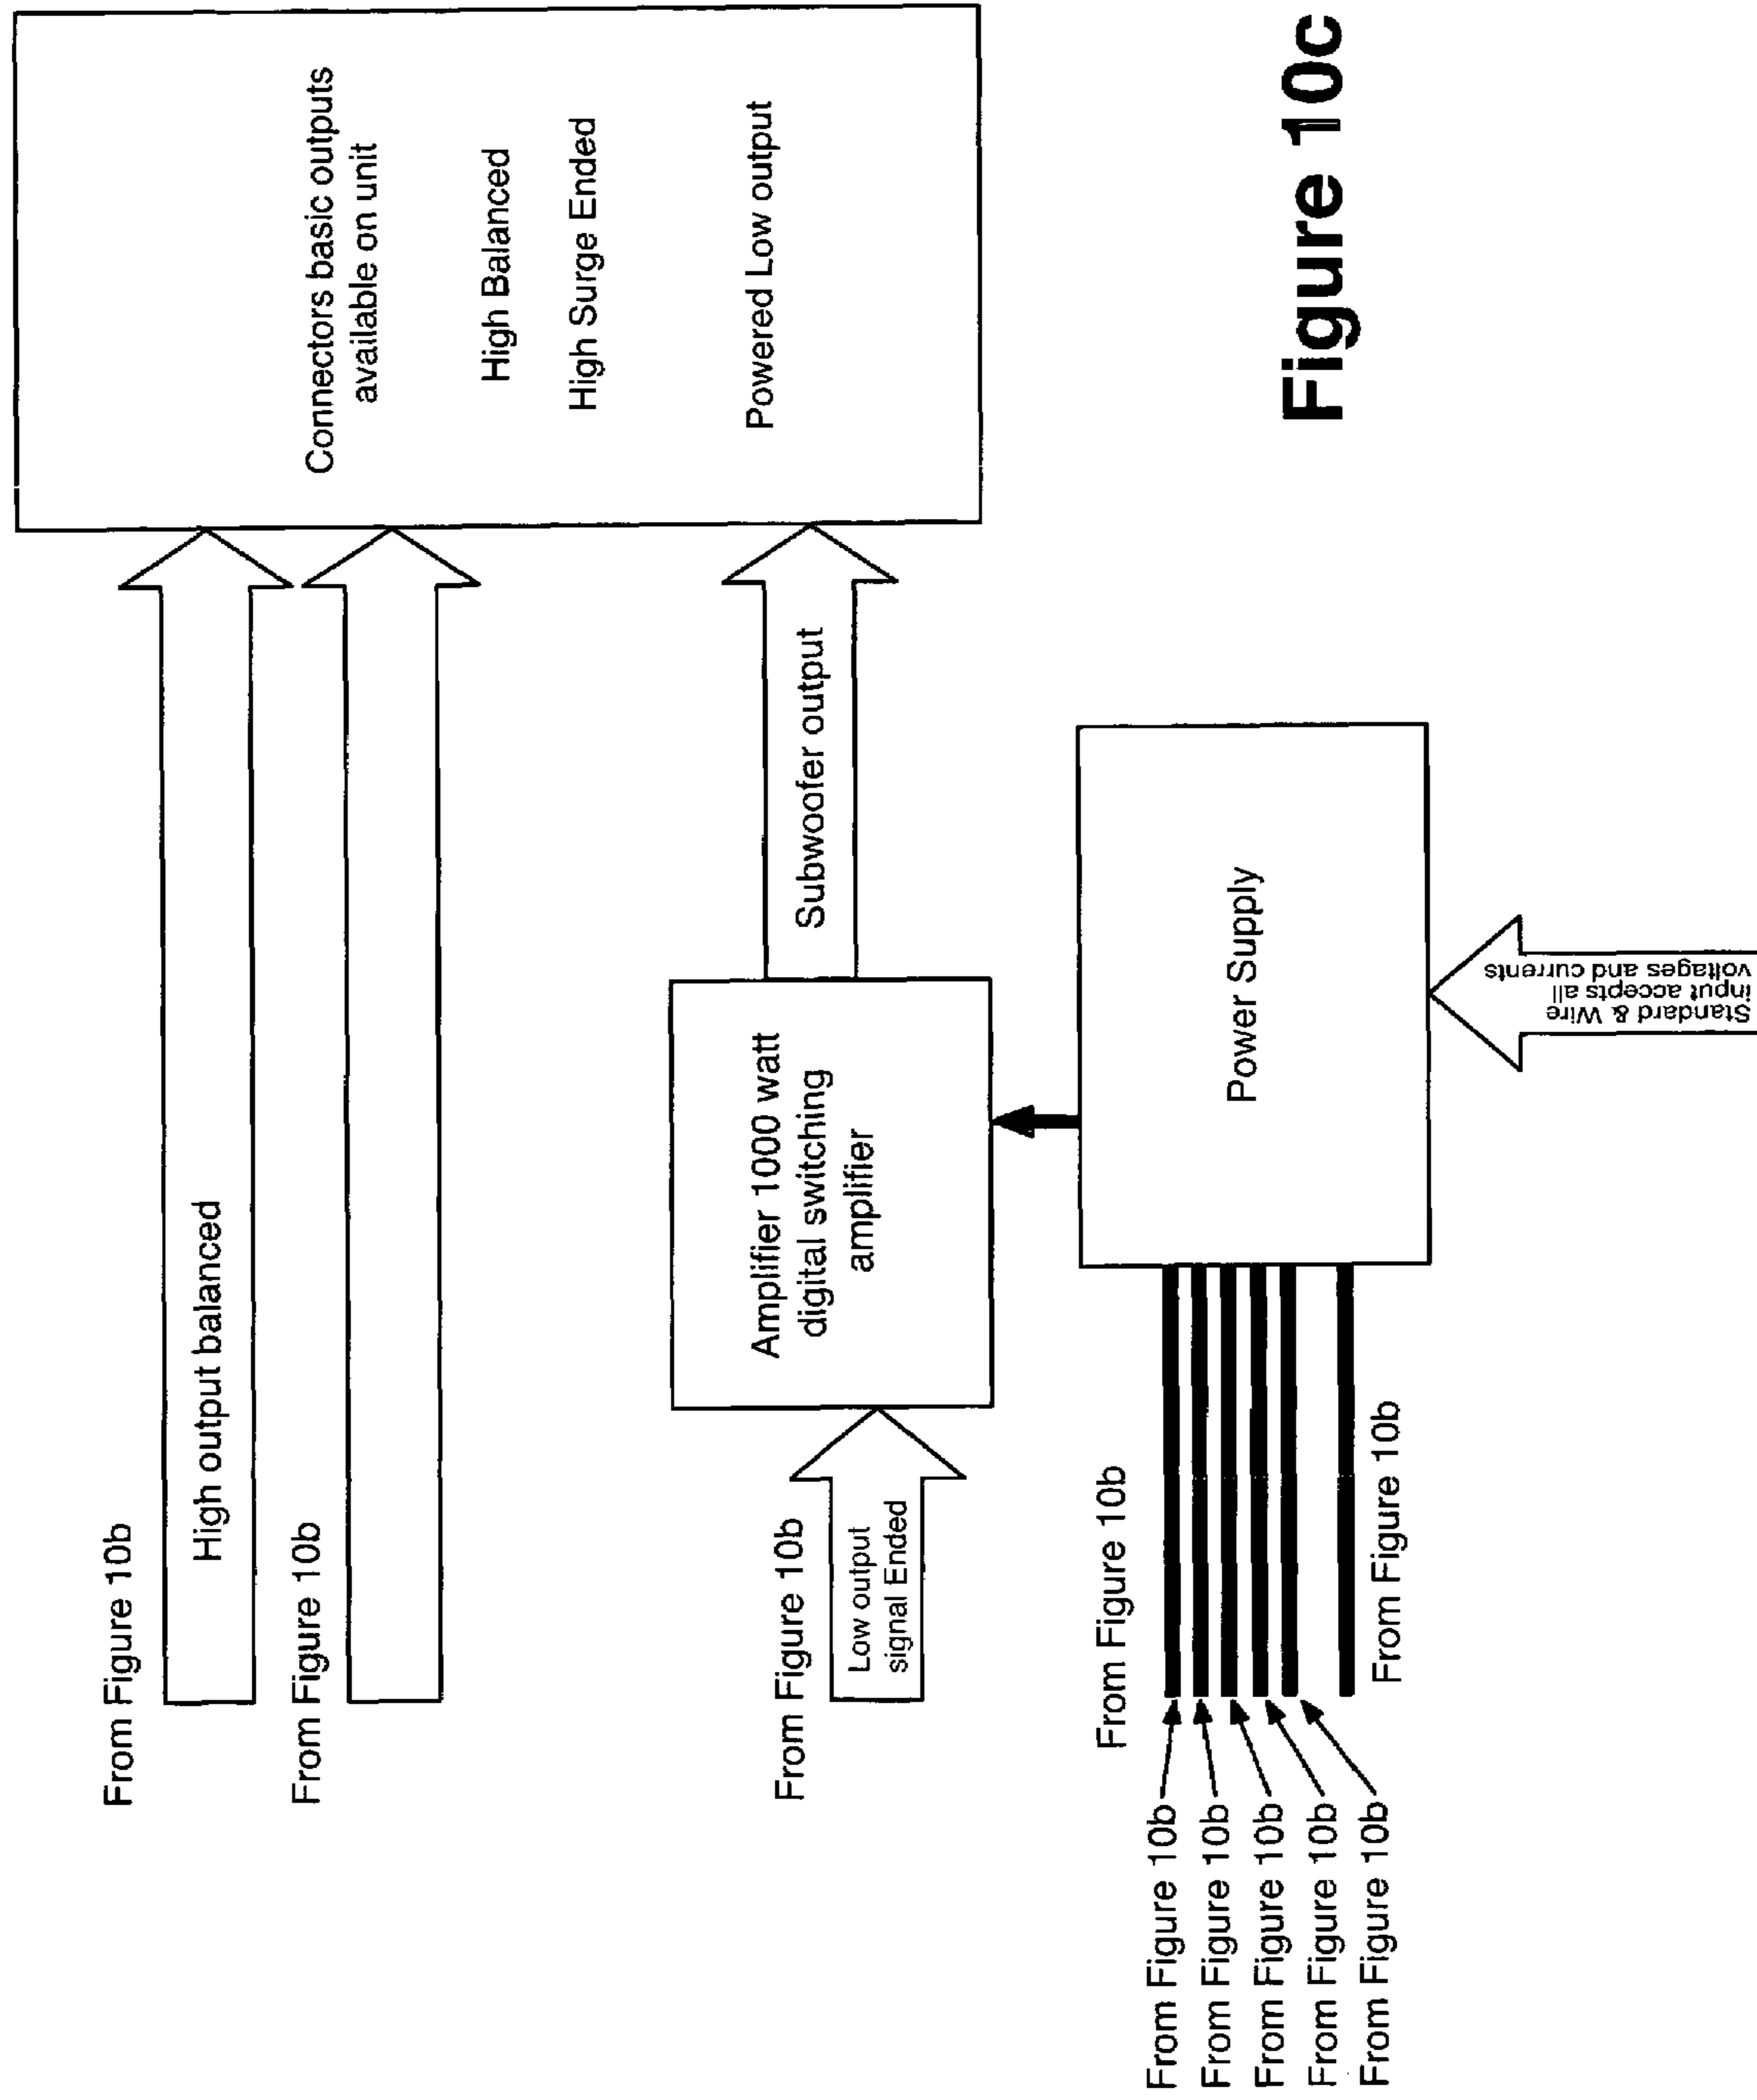 From Figure 10b
High output balanced
From Figure 10b
Connectors basic outputs
available on unit
High Balanced
High Surge Ended
Powered Low output
From Figure 10b
Low output
signal Ended
Amplifier 1000 watt
digital switching
amplifier
Subwoofer output
From Figure 10b
From Figure 10b
From Figure 10b
From Figure 10b
From Figure 10b
From Figure 10b
From Figure 10b
Power Supply
Standard & Wire
input accepts all
voltages and currents
Figure 10c